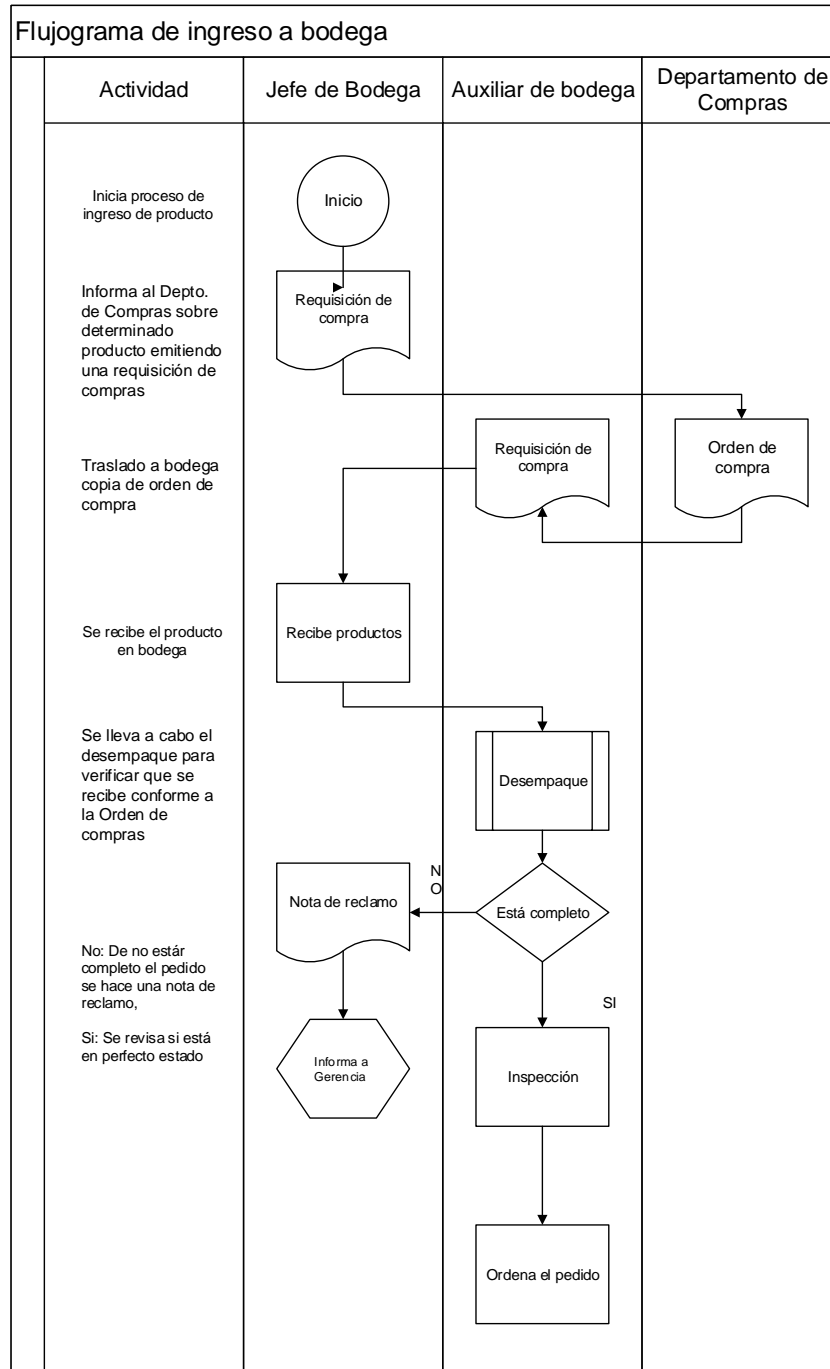 Flujograma de ingreso a bodega
Actividad
Jefe de Bodega
Auxiliar de bodega
Departamento de
Compras
Inicia proceso de
ingreso de producto
Inicio
Informa al Depto.
de Compras sobre
determinado
producto emitiendo
una requisición de
compras
Requisición de
compra
Traslado a bodega
copia de orden de
compra
Requisición de
compra
Orden de
compra
Se recibe el producto
en bodega
Recibe productos
Se lleva a cabo el
desempaque para
verificar que se
recibe conforme a
la Orden de
compras
Desempaque
N
O
Nota de reclamo
Está completo
No: De no estár
completo el pedido
se hace una nota de
reclamo,
SI
Si: Se revisa si está
en perfecto estado
Informa a
Gerencia
Inspección
Ordena el pedido